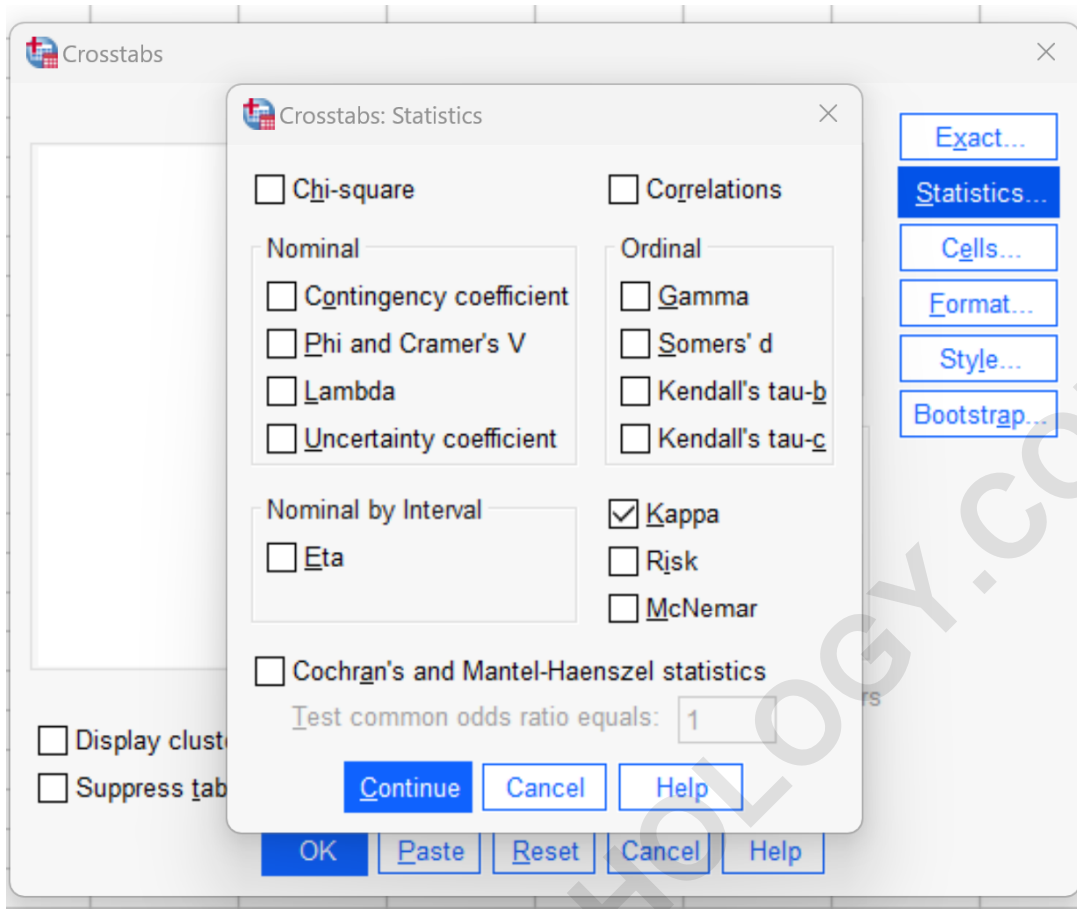 Crosstabs
Crosstabs: Statistics
Chi-square
Correlations
Nominal
Contingency coefficient
Phi and Cramer's V
Lambda
Uncertainty coefficient
Ordinal
Gamma
Somers' d
Kendall's tau-b
Kendall's tau-c
Nominal by Interval
Eta
Kappa
Risk
McNemar
Cochran's and Mantel-Haenszel statistics
Test common odds ratio equals: 1
Continue
Cancel
Help
Exact...
Statistics...
Cells...
Format...
Style...
Bootstrap...
rs
Display clust
Suppress tab
OK
Paste
Reset
Cancel
Help
HOLOGY.CO